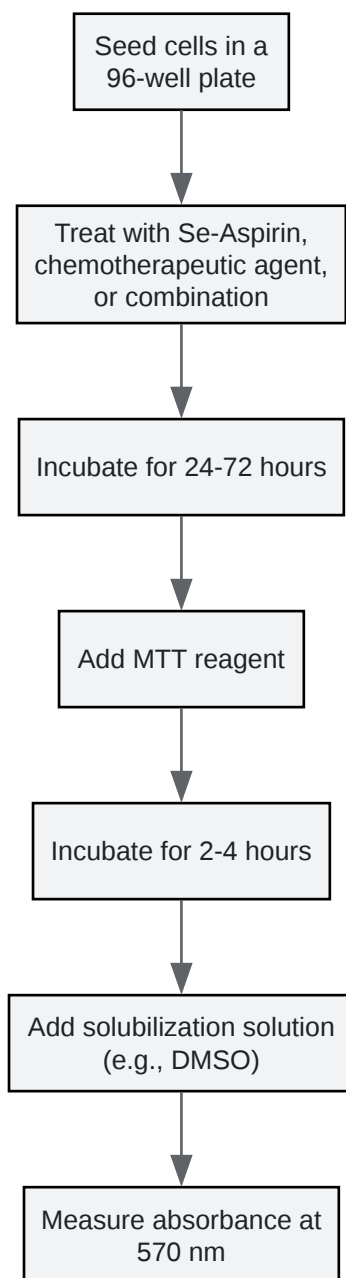 Seed cells in a
96-well plate
Treat with Se-Aspirin,
chemotherapeutic agent,
or combination
Incubate for 24-72 hours
Add MTT reagent
Incubate for 2-4 hours
Add solubilization solution
(e.g., DMSO)
Measure absorbance at
570 nm